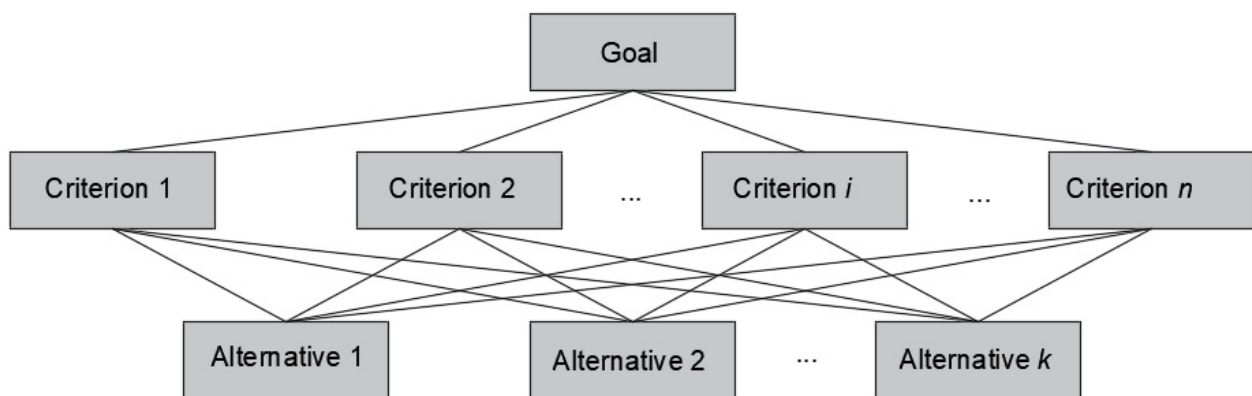 Goal
Criterion 1
Criterion 2
...
Criterion i
...
Criterion n
Alternative 1
Alternative 2
...
Alternative k